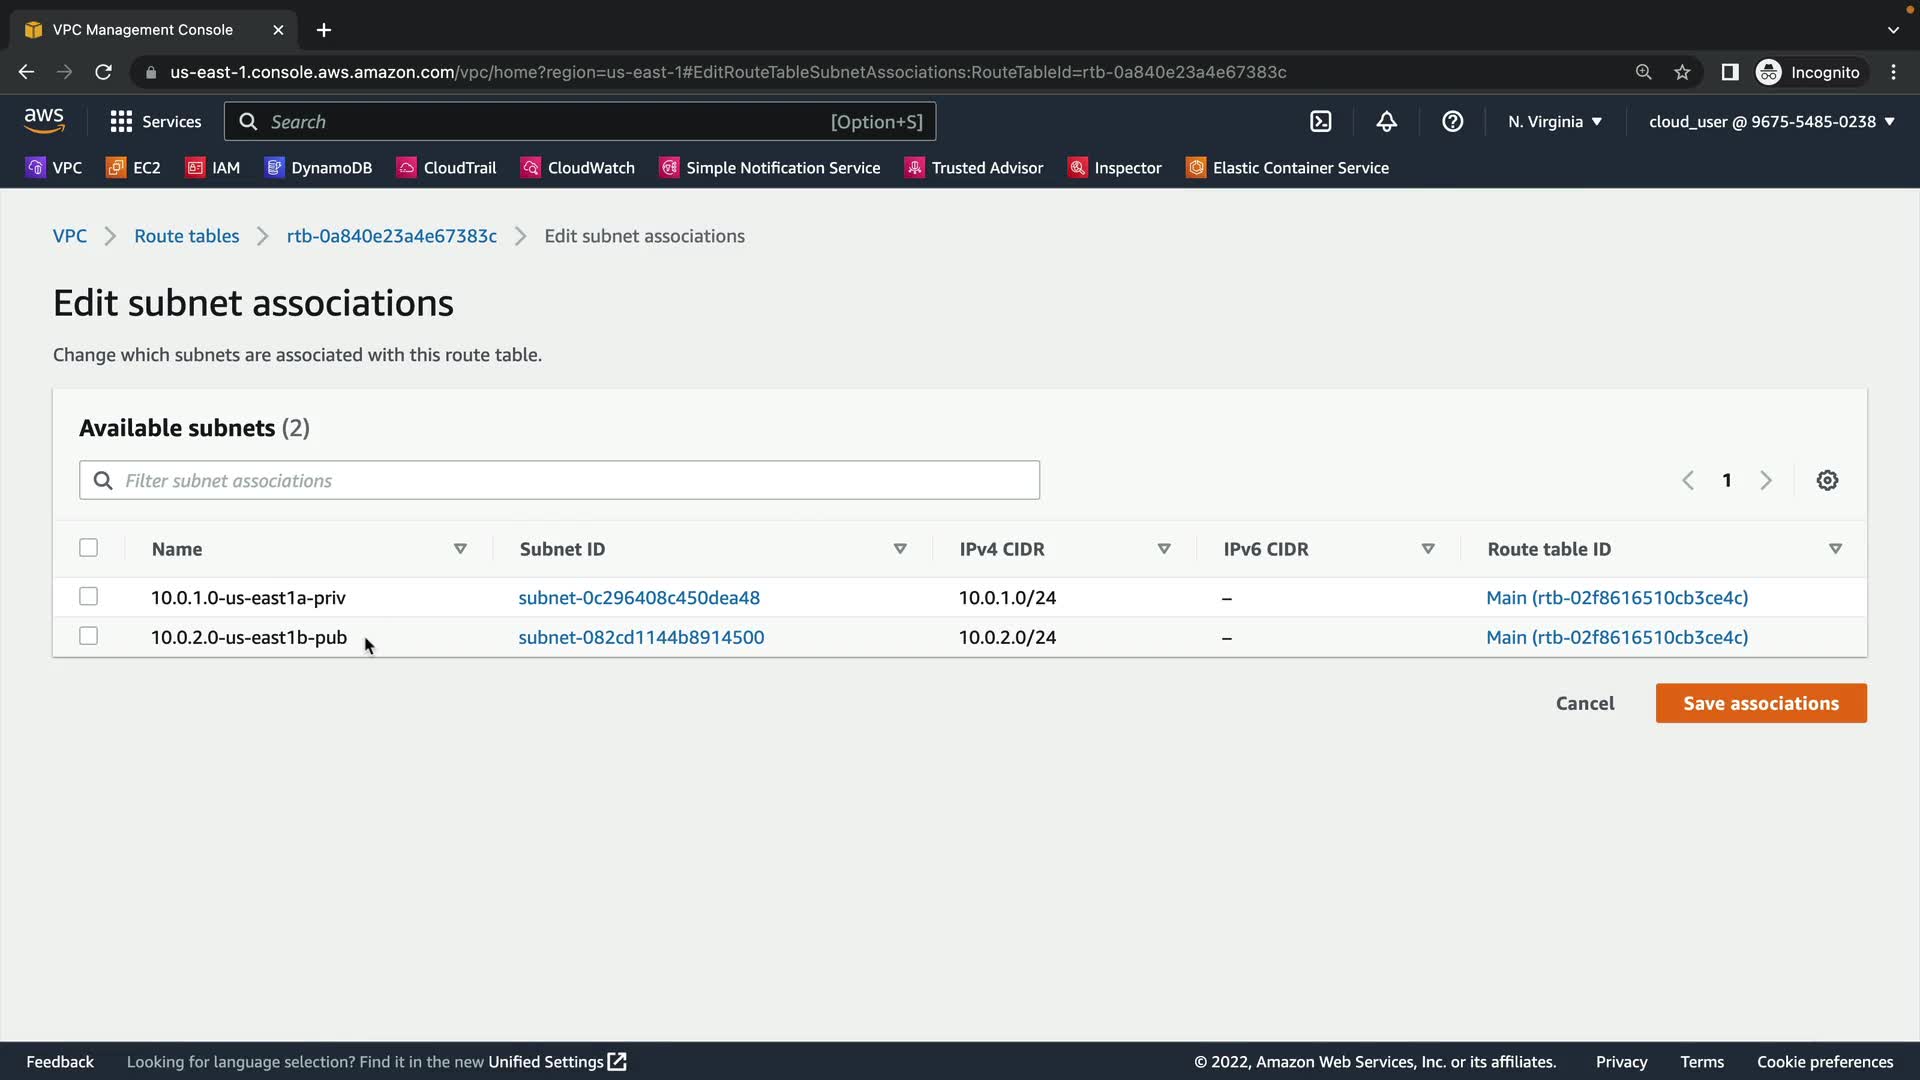 VPC Management Console
us-east-1.console.aws.amazon.com/vpc/home?region=us-east-1#EditRouteTableSubnetAssociations:RouteTableId=rtb-0a840e23a4e67383c
Incognito
aws Services Search [Option+S] N. Virginia cloud_user @ 9675-5485-0238
VPC EC2 IAM DynamoDB CloudTrail CloudWatch Simple Notification Service Trusted Advisor Inspector Elastic Container Service
VPC Route tables rtb-0a840e23a4e67383c Edit subnet associations
Edit subnet associations
Change which subnets are associated with this route table.
Available subnets (2)
Filter subnet associations 1
Name Subnet ID IPv4 CIDR IPv6 CIDR Route table ID
10.0.1.0-us-east1a-priv subnet-0c296408c450dea48 10.0.1.0/24 – Main (rtb-02f8616510cb3ce4c)
10.0.2.0-us-east1b-pub subnet-082cd1144b8914500 10.0.2.0/24 – Main (rtb-02f8616510cb3ce4c)
Cancel Save associations
Feedback Looking for language selection? Find it in the new Unified Settings © 2022, Amazon Web Services, Inc. or its affiliates. Privacy Terms Cookie preferences